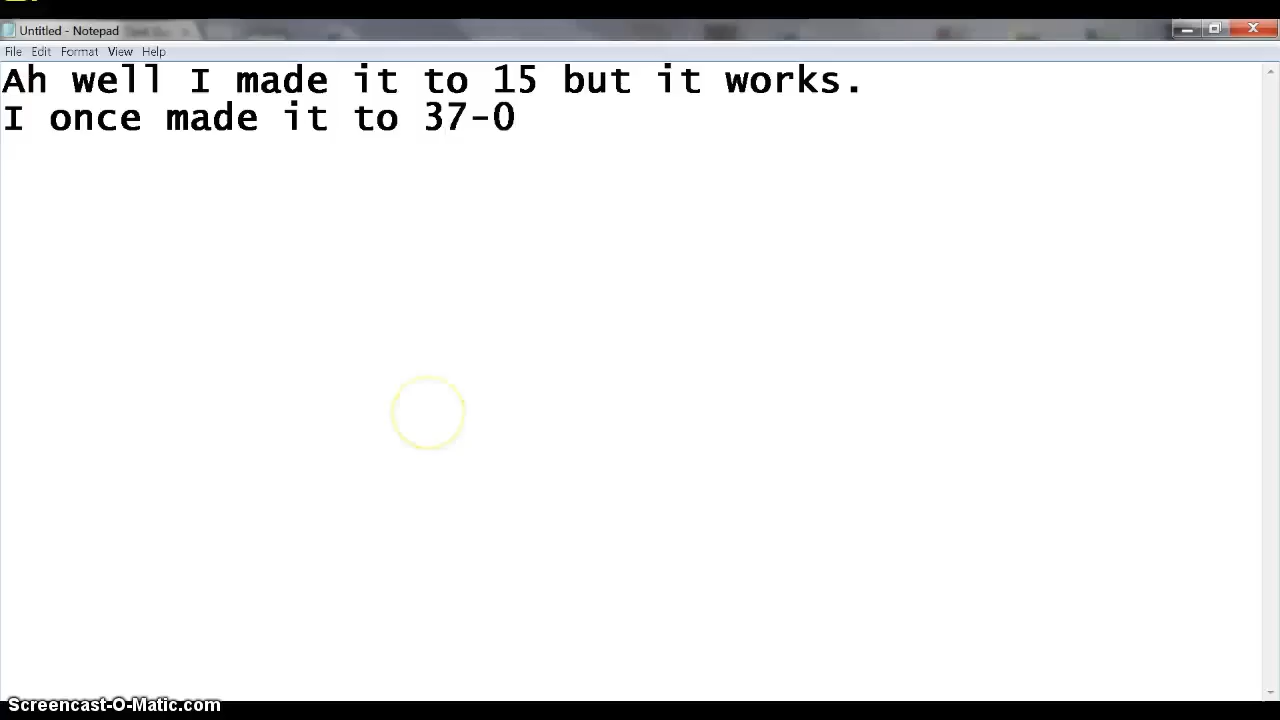 Untitled - Notepad
File Edit Format View Help
Ah well I made it to 15 but it works.
I once made it to 37-0
Screencast-O-Matic.com